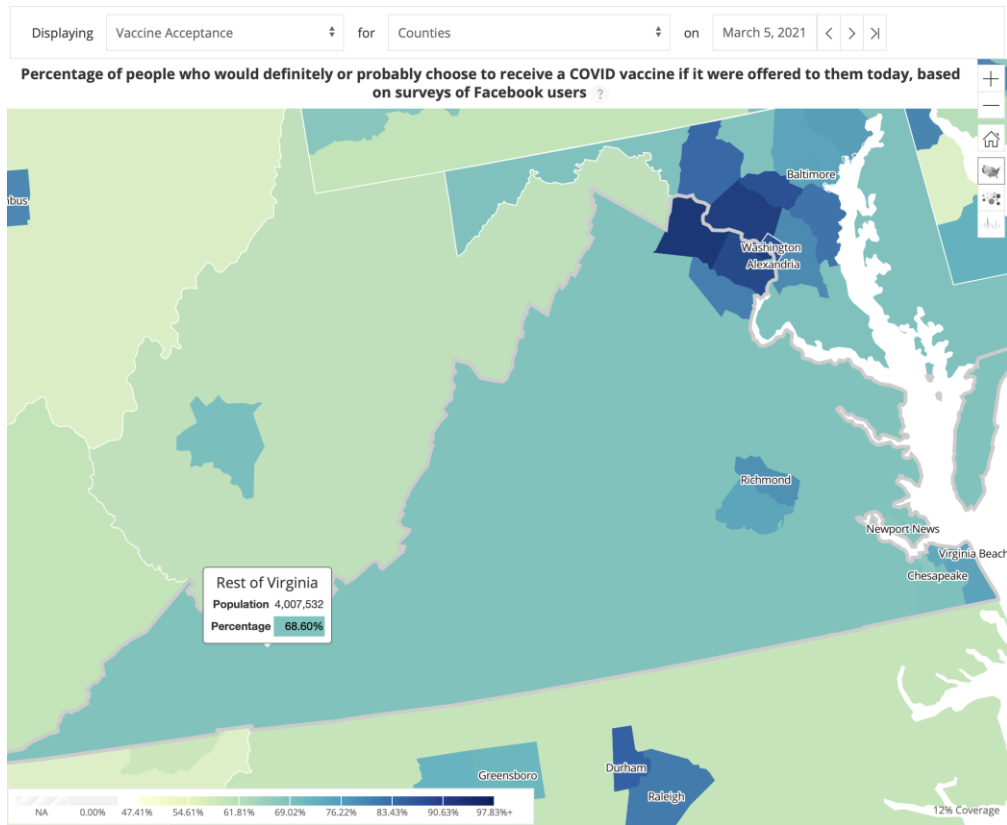 Displaying Vaccine Acceptance for Counties on March 5, 2021
Percentage of people who would definitely or probably choose to receive a COVID vaccine if it were offered to them today, based
on surveys of Facebook users ?
Baltimore
nbus
Washington
Alexandria
Richmond
Newport News
Virginia Beach
Chesapeake
Rest of Virginia
Population 4,007,532
Percentage 68.60%
Durham
Greensboro
Raleigh
NA 0.00% 47.41% 54.61% 61.81% 69.02% 76.22% 83.43% 90.63% 97.83%+
12% Coverage